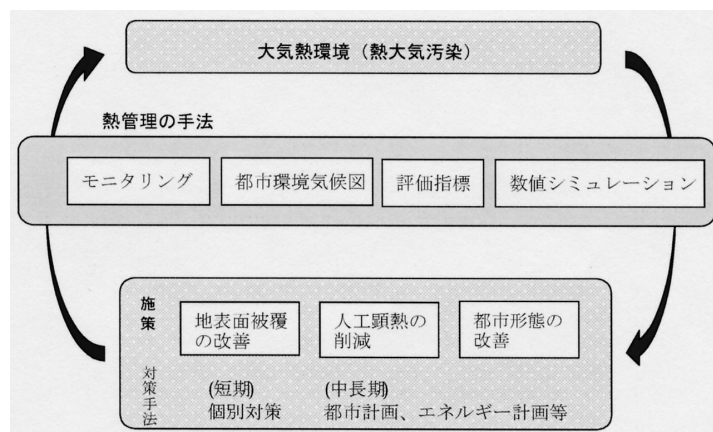 大気熱環境（熱大気汚染）
熱管理の手法
モニタリング
都市環境気候図
評価指標
数値シミュレーション
施策
地表面被覆
の改善
人工顕熱の
削減
都市形態の
改善
対策手法
(短期)
個別対策
(中長期)
都市計画、エネルギー計画等